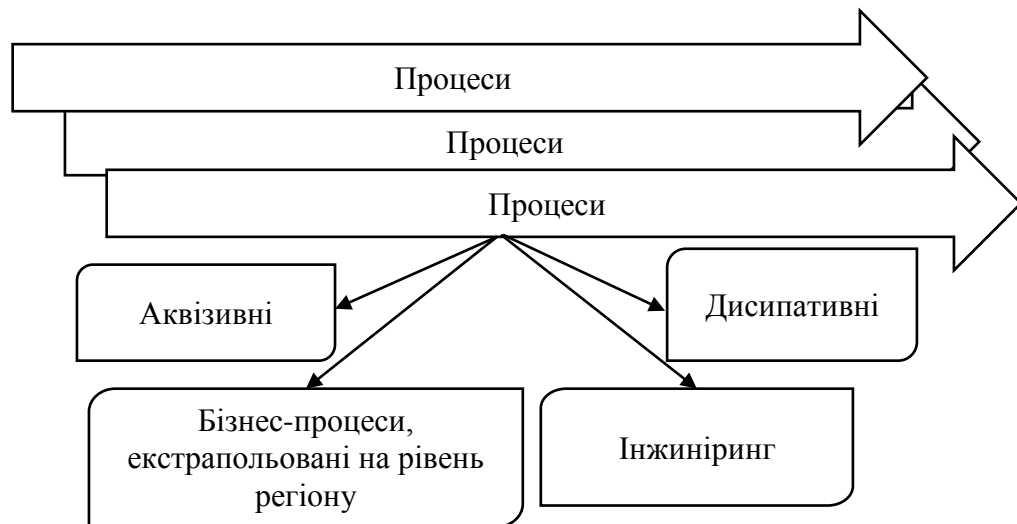 Процеси
Процеси
Процеси
Аквізивні
Дисипативні
Бізнес-процеси,
екстрапольовані на рівень
регіону
Інжиніринг